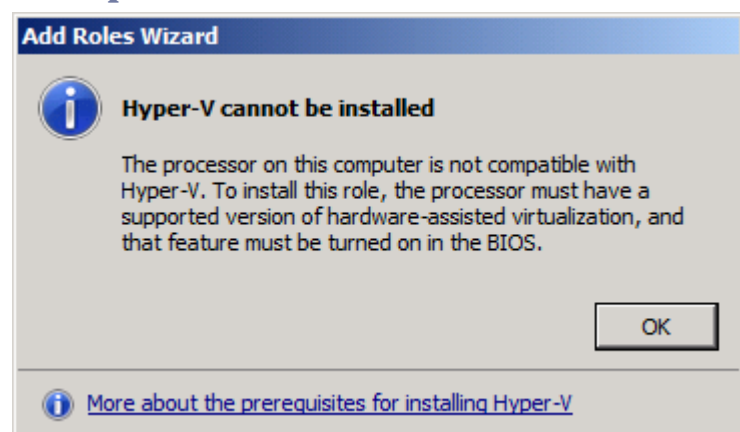 Add Roles Wizard
Hyper-V cannot be installed
The processor on this computer is not compatible with
Hyper-V. To install this role, the processor must have a
supported version of hardware-assisted virtualization, and
that feature must be turned on in the BIOS.
OK
More about the prerequisites for installing Hyper-V